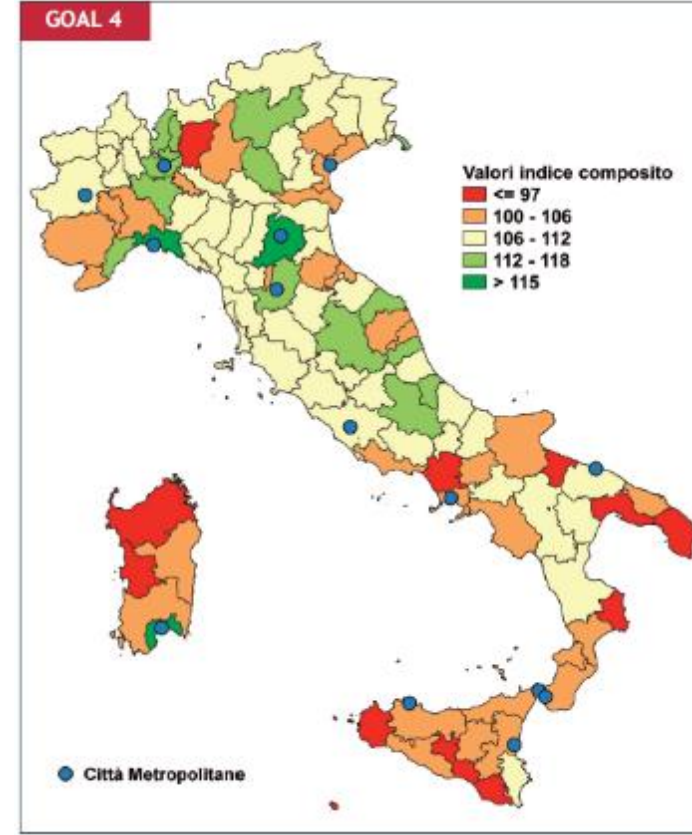 GOAL 4
Valori indice composito
<= 97
100 - 106
106 - 112
112 - 118
> 115
Città Metropolitane